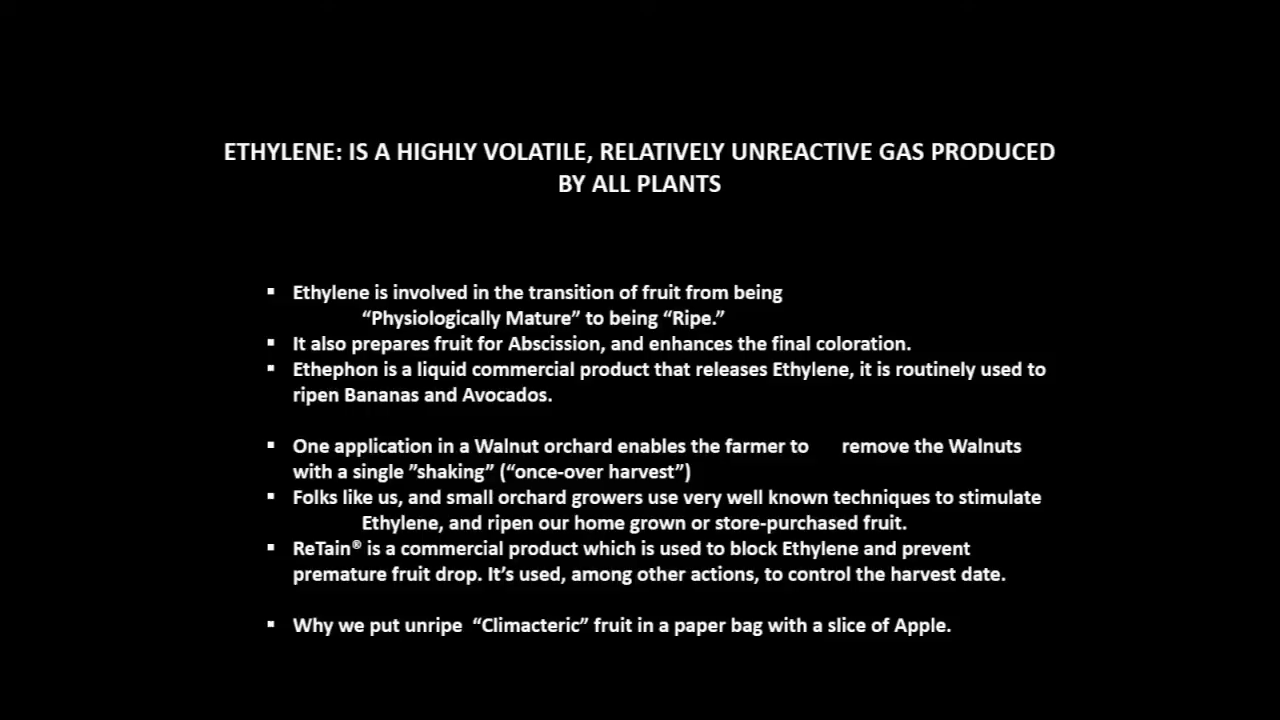 ETHYLENE: IS A HIGHLY VOLATILE, RELATIVELY UNREACTIVE GAS PRODUCED
BY ALL PLANTS
▪ Ethylene is involved in the transition of fruit from being
“Physiologically Mature” to being “Ripe.”
▪ It also prepares fruit for Abscission, and enhances the final coloration.
▪ Ethephon is a liquid commercial product that releases Ethylene, it is routinely used to
ripen Bananas and Avocados.
▪ One application in a Walnut orchard enables the farmer to remove the Walnuts
with a single ”shaking” (“once-over harvest”)
▪ Folks like us, and small orchard growers use very well known techniques to stimulate
Ethylene, and ripen our home grown or store-purchased fruit.
▪ ReTain® is a commercial product which is used to block Ethylene and prevent
premature fruit drop. It’s used, among other actions, to control the harvest date.
▪ Why we put unripe “Climacteric” fruit in a paper bag with a slice of Apple.